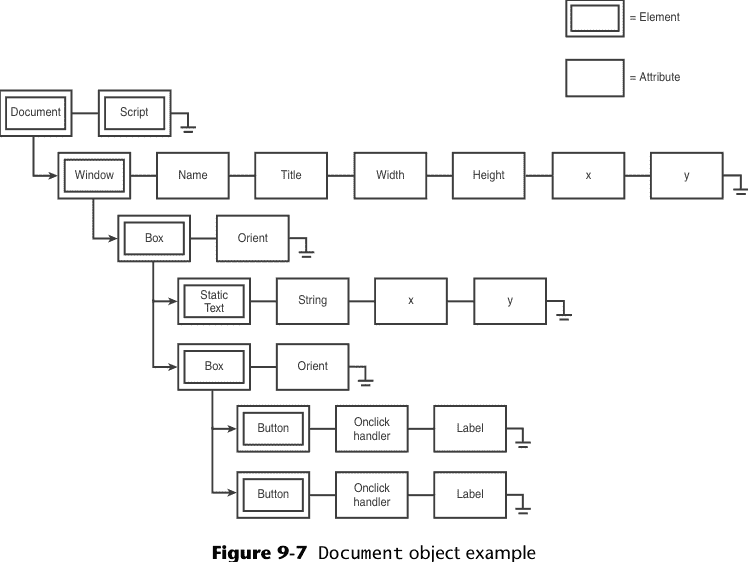 = Element
= Attribute
Document
Script
Window
Name
Title
Width
Height
x
y
Box
Orient
Static
Text
String
x
y
Box
Orient
Button
Onclick
handler
Label
Button
Onclick
handler
Label
Figure 9-7 Document object example